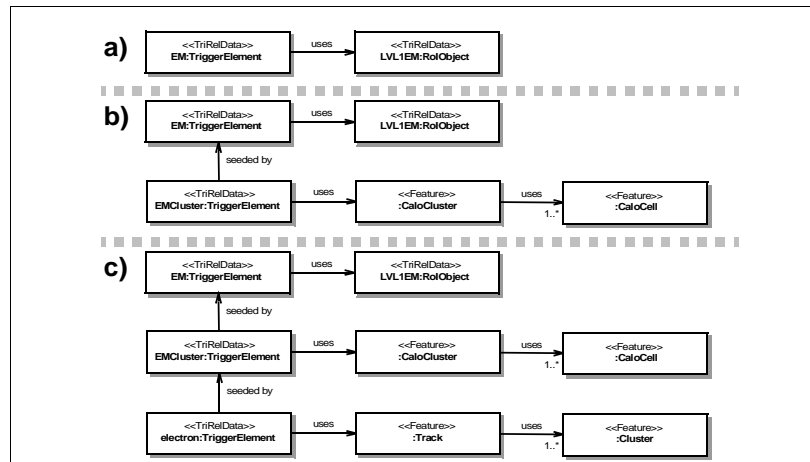 a)
<<TriRelData>>
EM:TriggerElement
uses
<<TriRelData>>
LVL1EM:RoIObject
b)
<<TriRelData>>
EM:TriggerElement
uses
<<TriRelData>>
LVL1EM:RoIObject
seeded by
<<TriRelData>>
EMCluster:TriggerElement
uses
<<Feature>>
:CaloCluster
uses
1..*
<<Feature>>
:CaloCell
c)
<<TriRelData>>
EM:TriggerElement
uses
<<TriRelData>>
LVL1EM:RoIObject
seeded by
<<TriRelData>>
EMCluster:TriggerElement
uses
<<Feature>>
:CaloCluster
uses
1..*
<<Feature>>
:CaloCell
seeded by
<<TriRelData>>
electron:TriggerElement
uses
<<Feature>>
:Track
uses
1..*
<<Feature>>
:Cluster